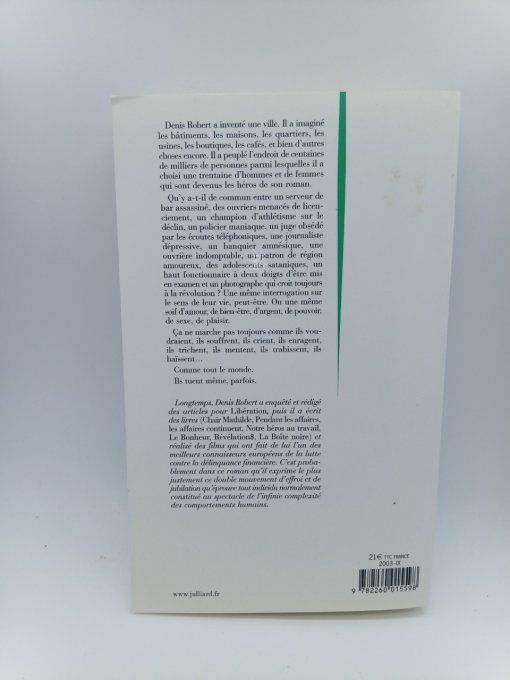 Denis Robert a inventé une ville. Il a imaginé
les bâtiments, les maisons, les quartiers, les
usines, les boutiques, les cafés, et bien d'autres
choses encore. Il a peuplé l'endroit de centaines
de milliers de personnes parmi lesquelles il a
choisi une trentaine d'hommes et de femmes
qui sont devenus les héros de son roman.
Qu'y a-t-il de commun entre un serveur de
bar assassiné, des ouvriers menacés de licen-
ciement, un champion d'athlétisme sur le
déclin, un policier maniaque, un juge obsédé
par les écoutes téléphoniques, une journaliste
dépressive, un banquier amnésique, une
ouvrière indomptable, un patron de région
amoureux, des adolescents sataniques, un
haut fonctionnaire à deux doigts d'être mis
en examen et un photographe qui croit toujours
à la révolution ? Une même interrogation sur
le sens de leur vie, peut-être. Ou une même
soif d'amour, de bien-être, d'argent, de pouvoir,
de sexe, de plaisir.
Ça ne marche pas toujours comme ils vou-
draient, ils souffrent, ils crient, ils enragent,
ils trichent, ils mentent, ils trahissent, ils
haïssent...
Comme tout le monde.
Ils tuent même, parfois.
Longtemps, Denis Robert a enquêté et rédigé
des articles pour Libération, puis il a écrit
des livres (Chair Mathilde, Pendant les affaires,
les affaires continuent, Notre héros au travail,
Le Bonheur, Révélation$, La Boîte noire) et
réalisé des films qui ont fait de lui l'un des
meilleurs connaisseurs européens de la lutte
contre la délinquance financière. C'est proba-
blement dans ce roman qu'il exprime le plus
justement ce double mouvement d'effroi et de
jubilation qu'éprouve tout individu normalement
constitué au spectacle de l'infinie complexité
des comportements humains.
21€ TTC FRANCE
2003-IX
9 782260 015598
www.julliard.fr